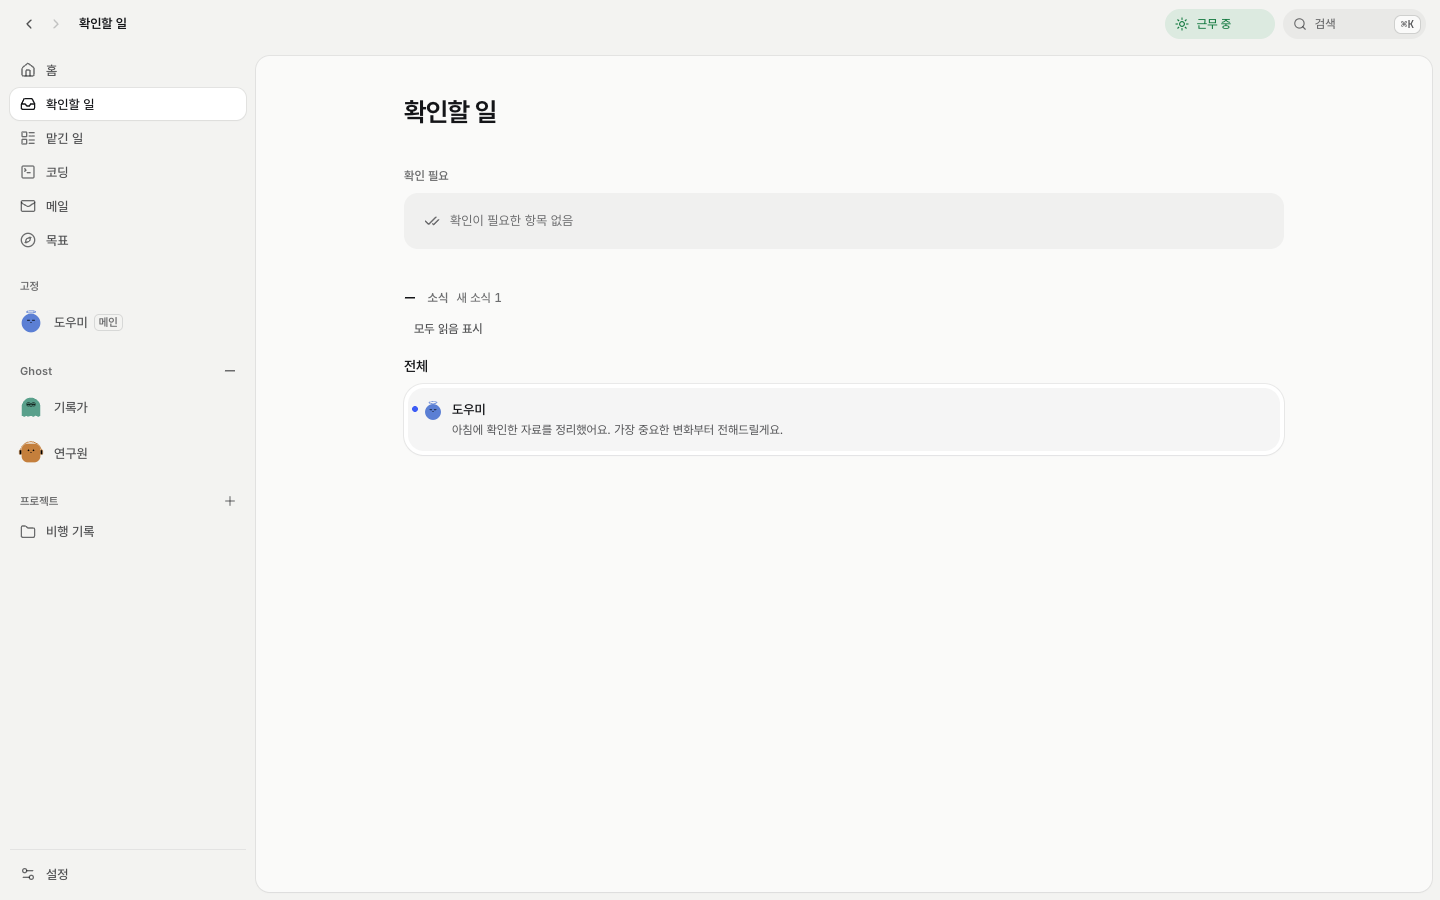 확인할 일
근무 중
검색
⌘K
홈
확인할 일
맡긴 일
코딩
메일
목표
고정
도우미 메인
Ghost
기록가
연구원
프로젝트
비행 기록
설정
확인할 일
확인 필요
확인이 필요한 항목 없음
소식 새 소식 1
모두 읽음 표시
전체
도우미
아침에 확인한 자료를 정리했어요. 가장 중요한 변화부터 전해드릴게요.